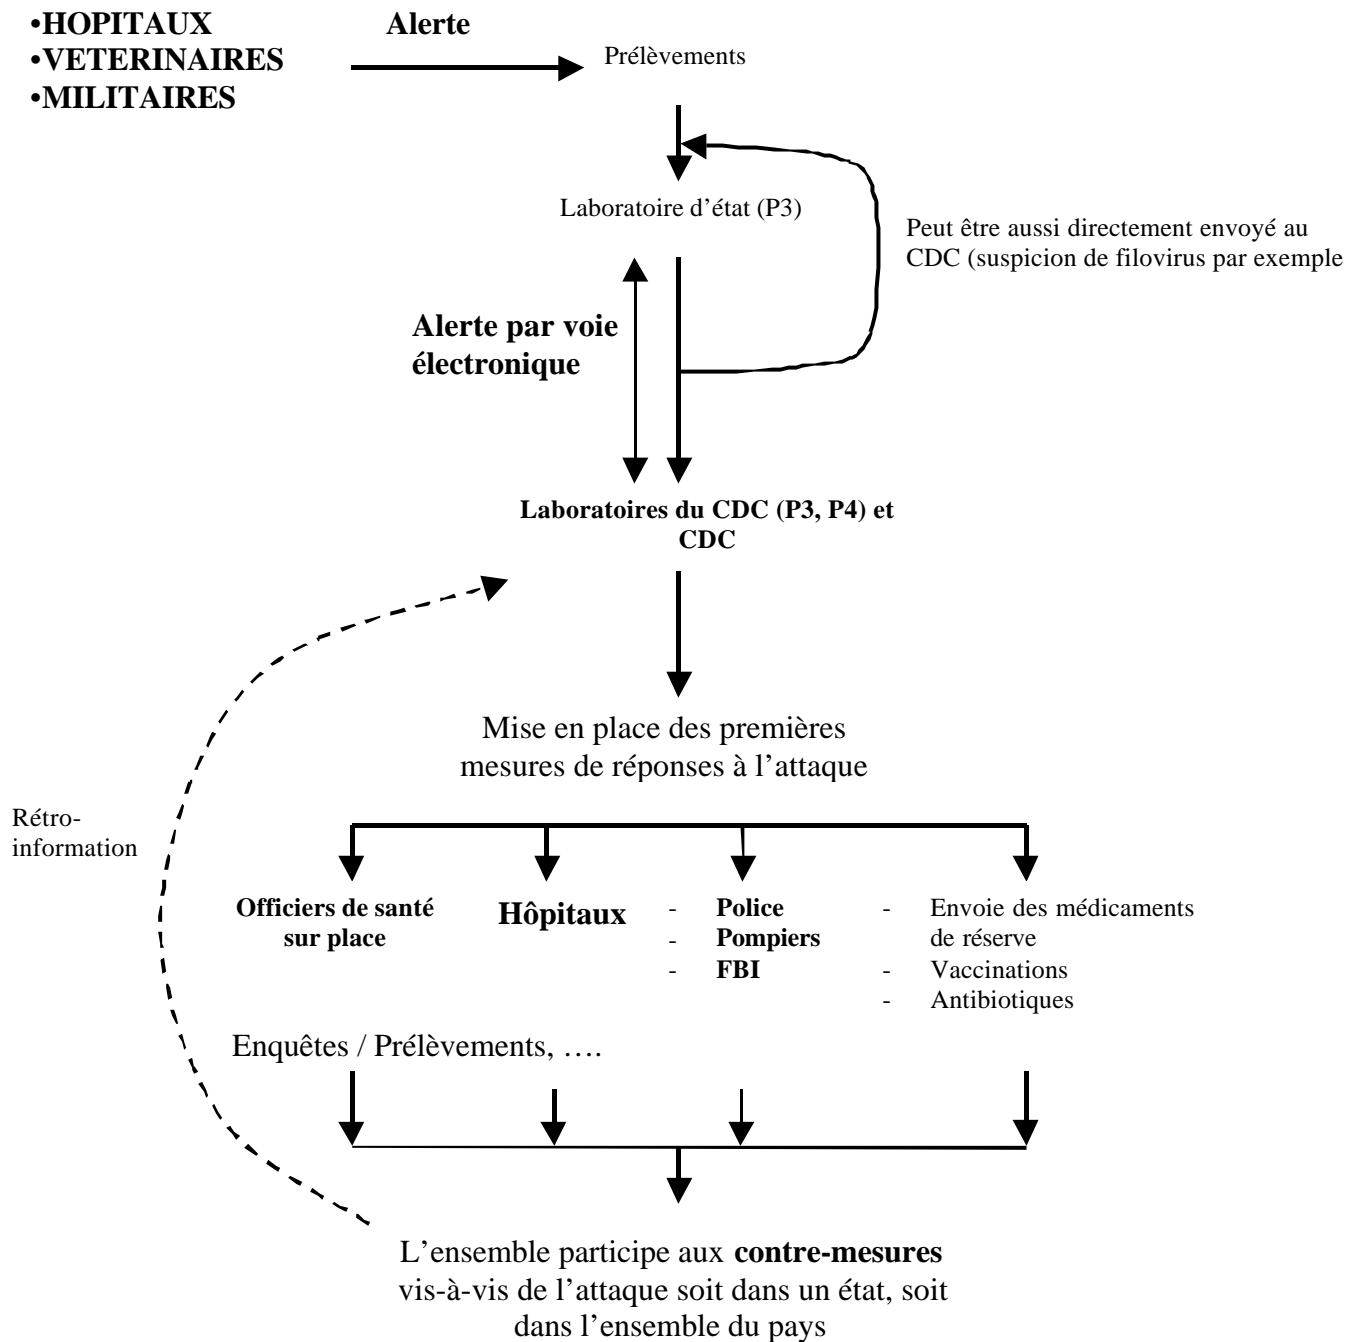 •HOPITAUX
•VETERINAIRES
•MILITAIRES
Alerte
Prélèvements
Laboratoire d’état (P3)
Peut être aussi directement envoyé au
CDC (suspicion de filovirus par exemple
Alerte par voie
électronique
Laboratoires du CDC (P3, P4) et
CDC
Mise en place des premières
mesures de réponses à l’attaque
Rétro-
information
Officiers de santé
sur place
Hôpitaux
- Police
- Pompiers
- FBI
- Envoie des médicaments
de réserve
- Vaccinations
- Antibiotiques
Enquêtes / Prélèvements, ….
L’ensemble participe aux contre-mesures
vis-à-vis de l’attaque soit dans un état, soit
dans l’ensemble du pays